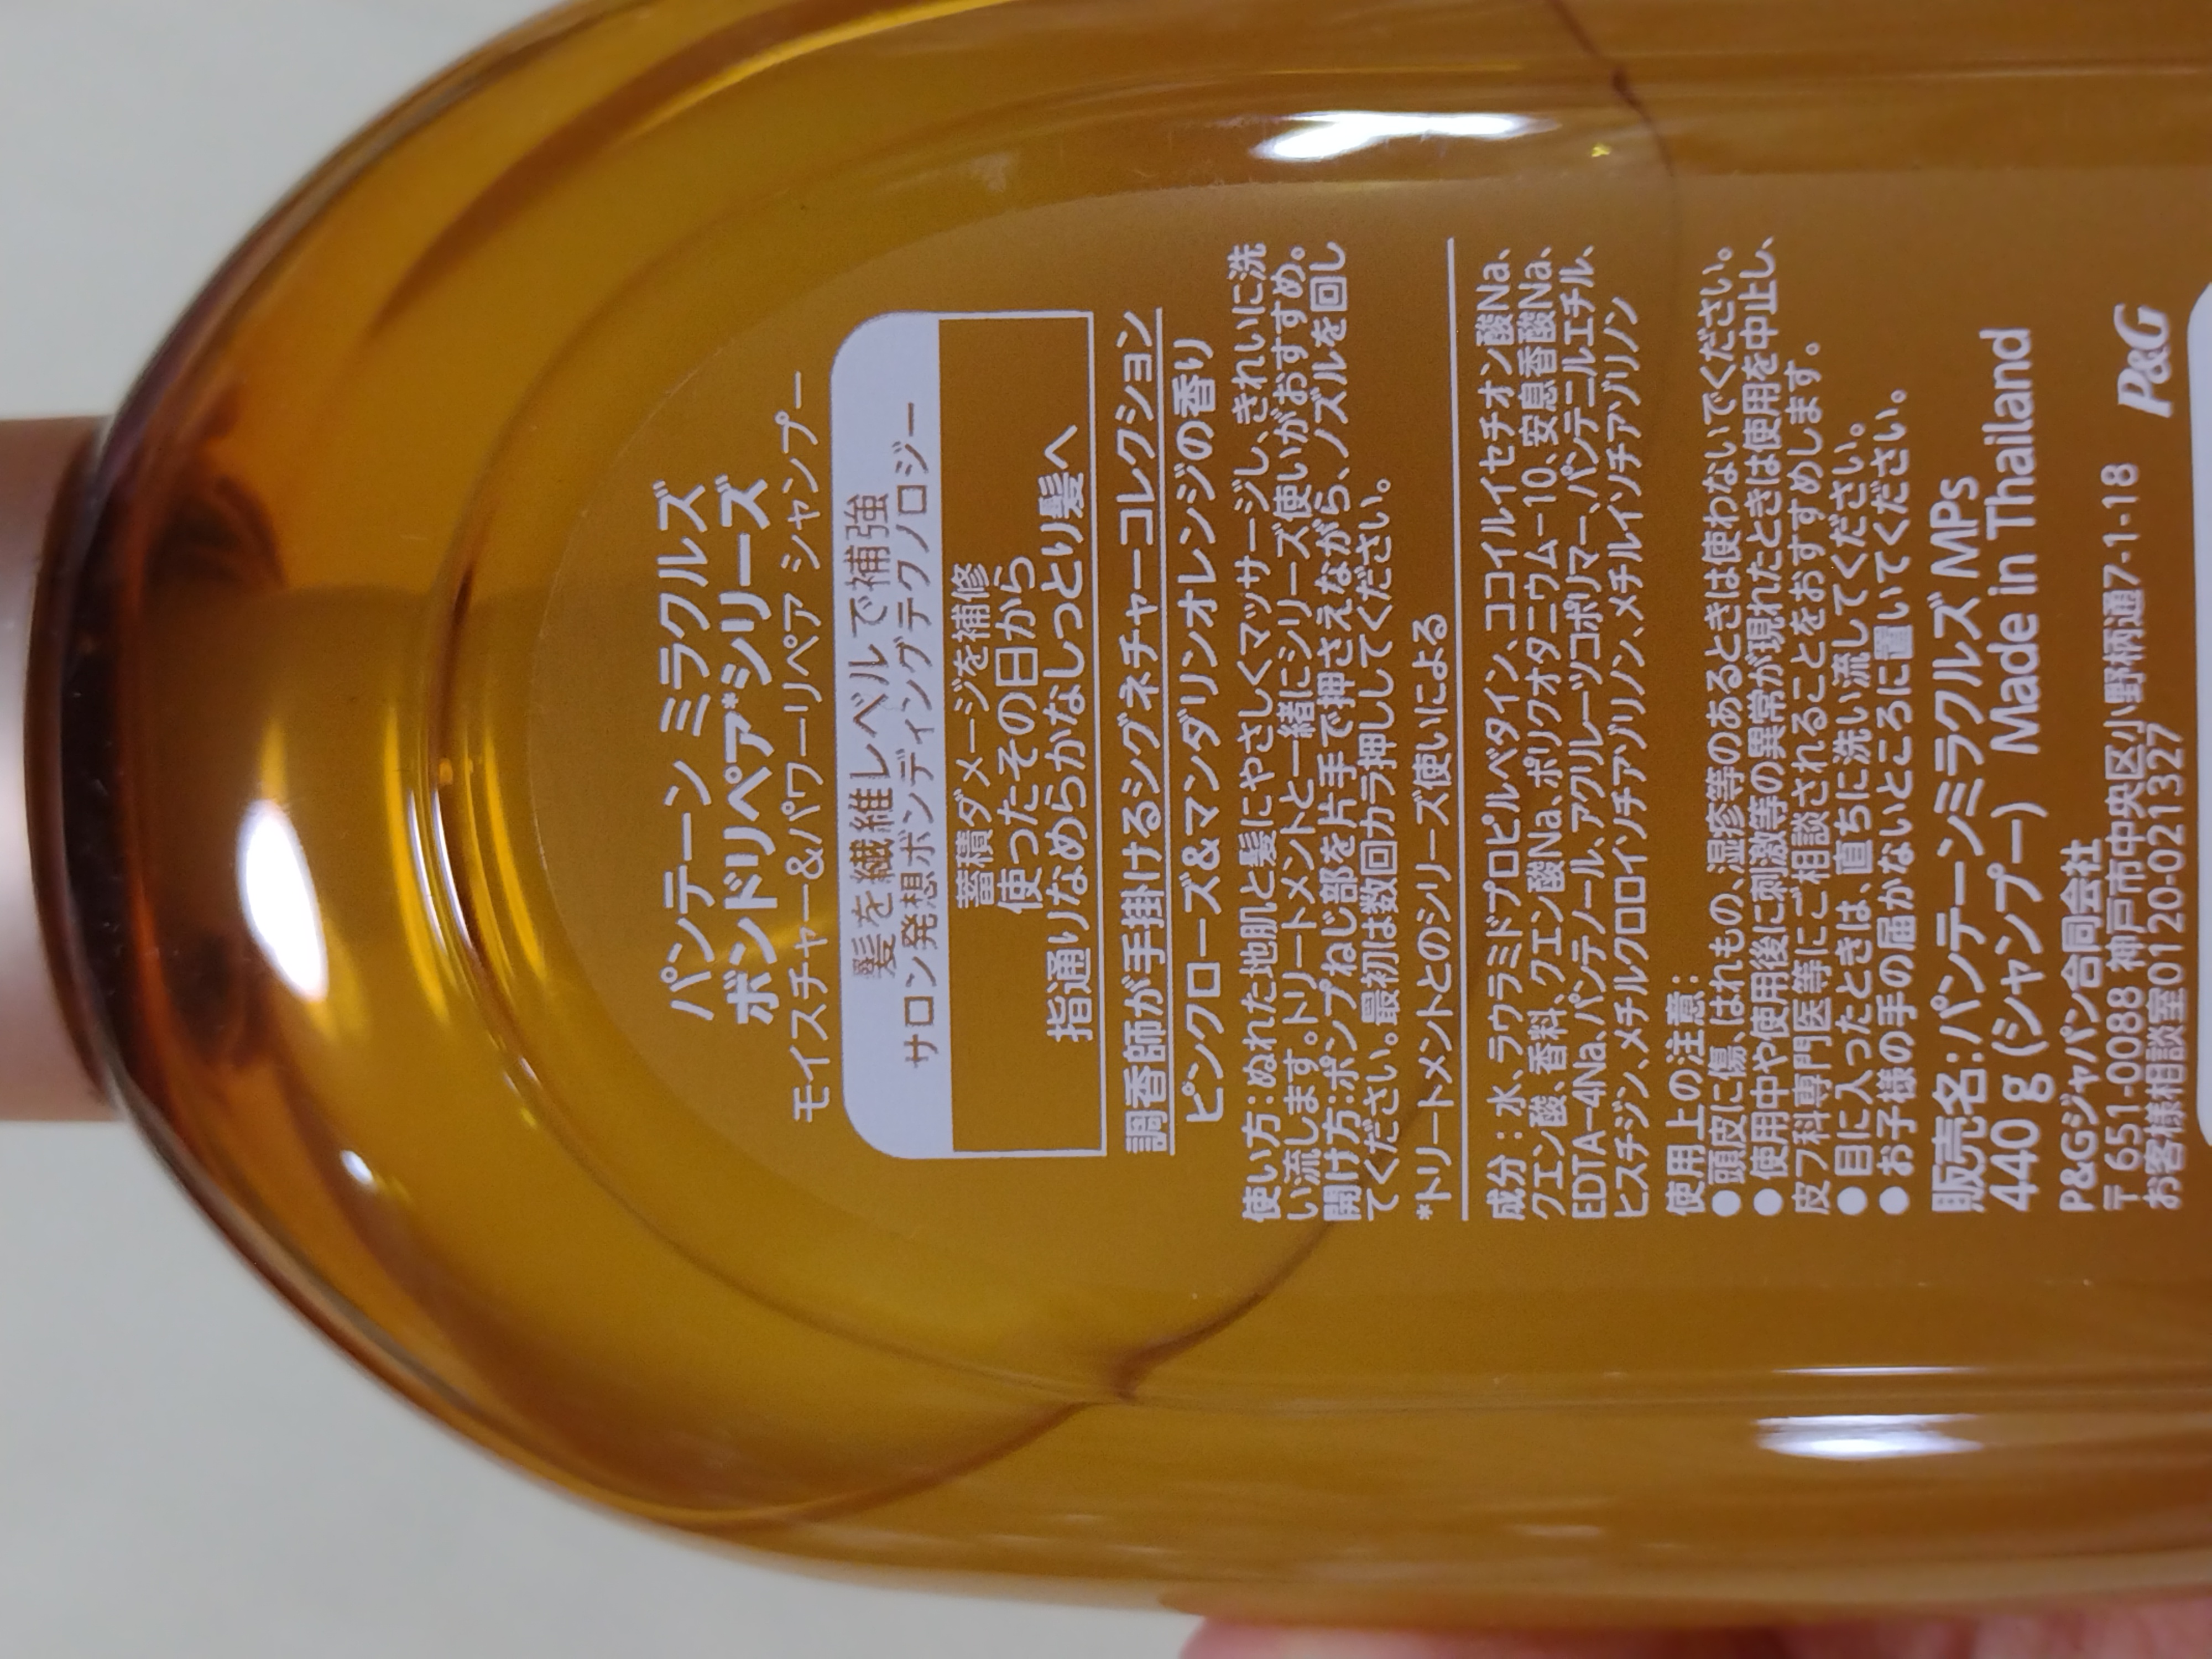 パンテーン ミラクルズ
ボンドリペア*シリーズ
モイスチャー&パワーリペア シャンプー
髪を繊維レベルで補強
サロン発想ボンディングテクノロジー
蓄積ダメージを補修
使ったその日から
指通りなめらかなしっとり髪へ
調香師が手掛けるシグネチャーコレクション
ピンクローズ&マンダリンオレンジの香り
使い方:ぬれた地肌と髪にやさしくマッサージし、きれいに洗
い流します。トリートメントと一緒にシリーズ使いがおすすめ。
開け方:ポンプねじ部を片手で押さえながら、ノズルを回し
てください。最初は数回カラ押ししてください。
*トリートメントとのシリーズ使いによる
成分:水、ラウラミドプロピルベタイン、ココイルイセチオン酸Na、
クエン酸、香料、クエン酸Na、ポリクオタニウム-10、安息香酸Na、
EDTA-4Na、パンテノール、アクリレーツコポリマー、パンテニルエチル、
ヒスチジン、メチルクロロイソチアゾリノン、メチルイソチアゾリノン
使用上の注意:
●頭皮に傷、はれもの、湿疹等のあるときは使わないでください。
●使用中や使用後に刺激等の異常が現れたときは使用を中止し、
皮フ科専門医等にご相談されることをおすすめします。
●目に入ったときは、直ちに洗い流してください。
●お子様の手の届かないところに置いてください。
販売名:パンテーンミラクルズ MPs
440 g (シャンプー) Made in Thailand
P&Gジャパン合同会社
〒651-0088 神戸市中央区小野柄通7-1-18
お客様相談室0120-021327
P&G